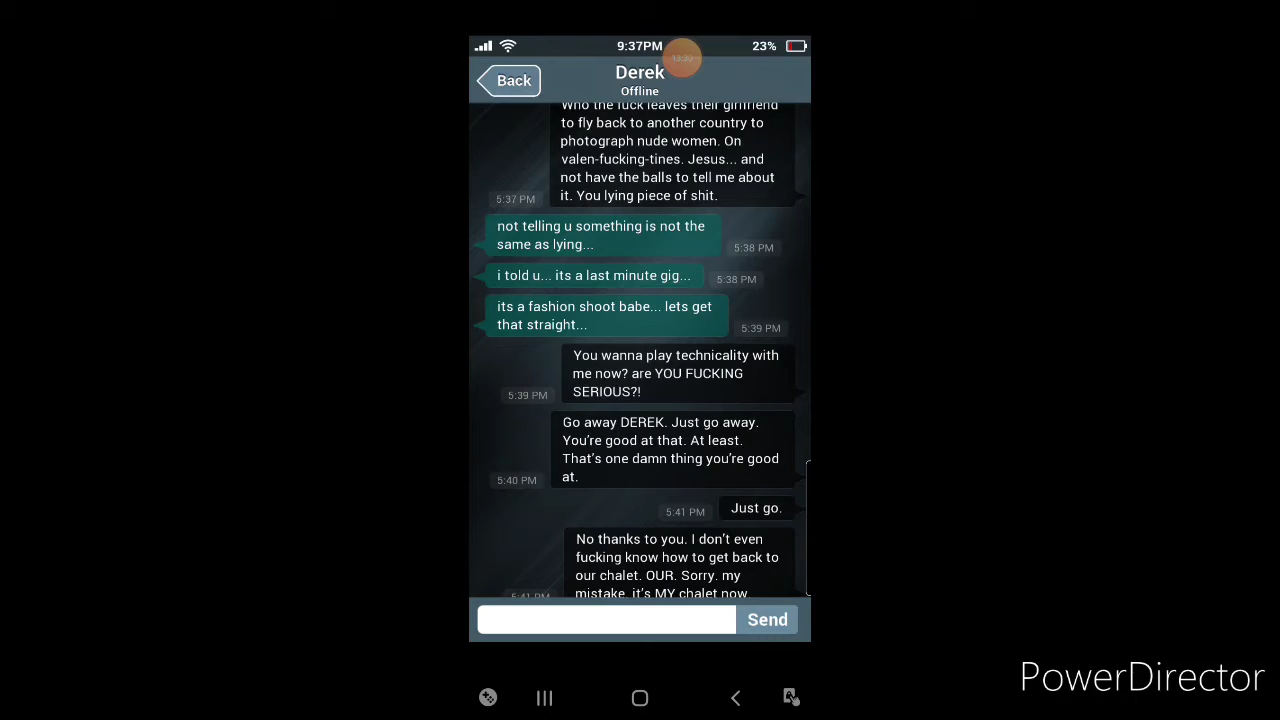 9:37PM
23%
Back
Derek
Offline
Who the fuck leaves their girlfriend
to fly back to another country to
photograph nude women. On
valen-fucking-tines. Jesus... and
not have the balls to tell me about
it. You lying piece of shit.
5:37 PM
not telling u something is not the
same as lying...
5:38 PM
i told u... its a last minute gig...
5:38 PM
its a fashion shoot babe... lets get
that straight...
5:39 PM
You wanna play technicality with
me now? are YOU FUCKING
SERIOUS?!
5:39 PM
Go away DEREK. Just go away.
You're good at that. At least.
That's one damn thing you're good
at.
5:40 PM
Just go.
5:41 PM
No thanks to you. I don't even
fucking know how to get back to
our chalet. OUR. Sorry. my
mistake. it's MY chalet now
5:41 PM
Send
PowerDirector